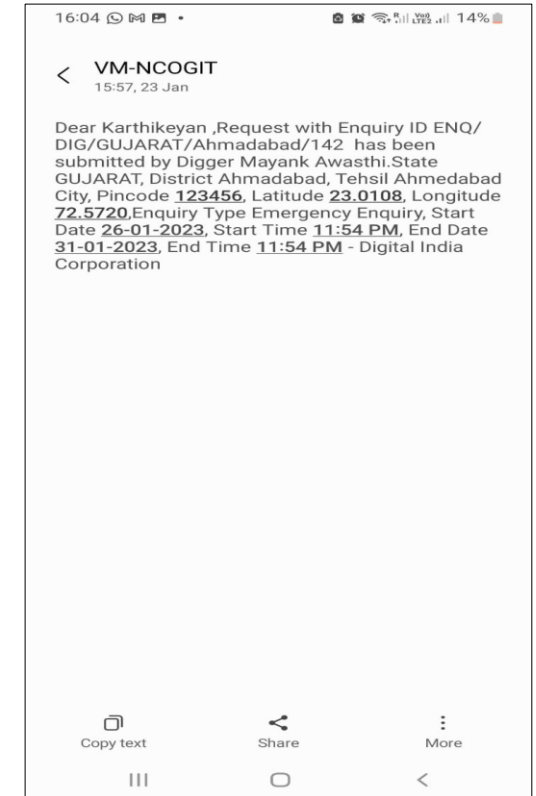 16:04 14%
VM-NCOGIT
15:57, 23 Jan
Dear Karthikeyan ,Request with Enquiry ID ENQ/
DIG/GUJARAT/Ahmadabad/142 has been
submitted by Digger Mayank Awasthi.State
GUJARAT, District Ahmadabad, Tehsil Ahmedabad
City, Pincode 123456, Latitude 23.0108, Longitude
72.5720,Enquiry Type Emergency Enquiry, Start
Date 26-01-2023, Start Time 11:54 PM, End Date
31-01-2023, End Time 11:54 PM - Digital India
Corporation
Copy text Share More